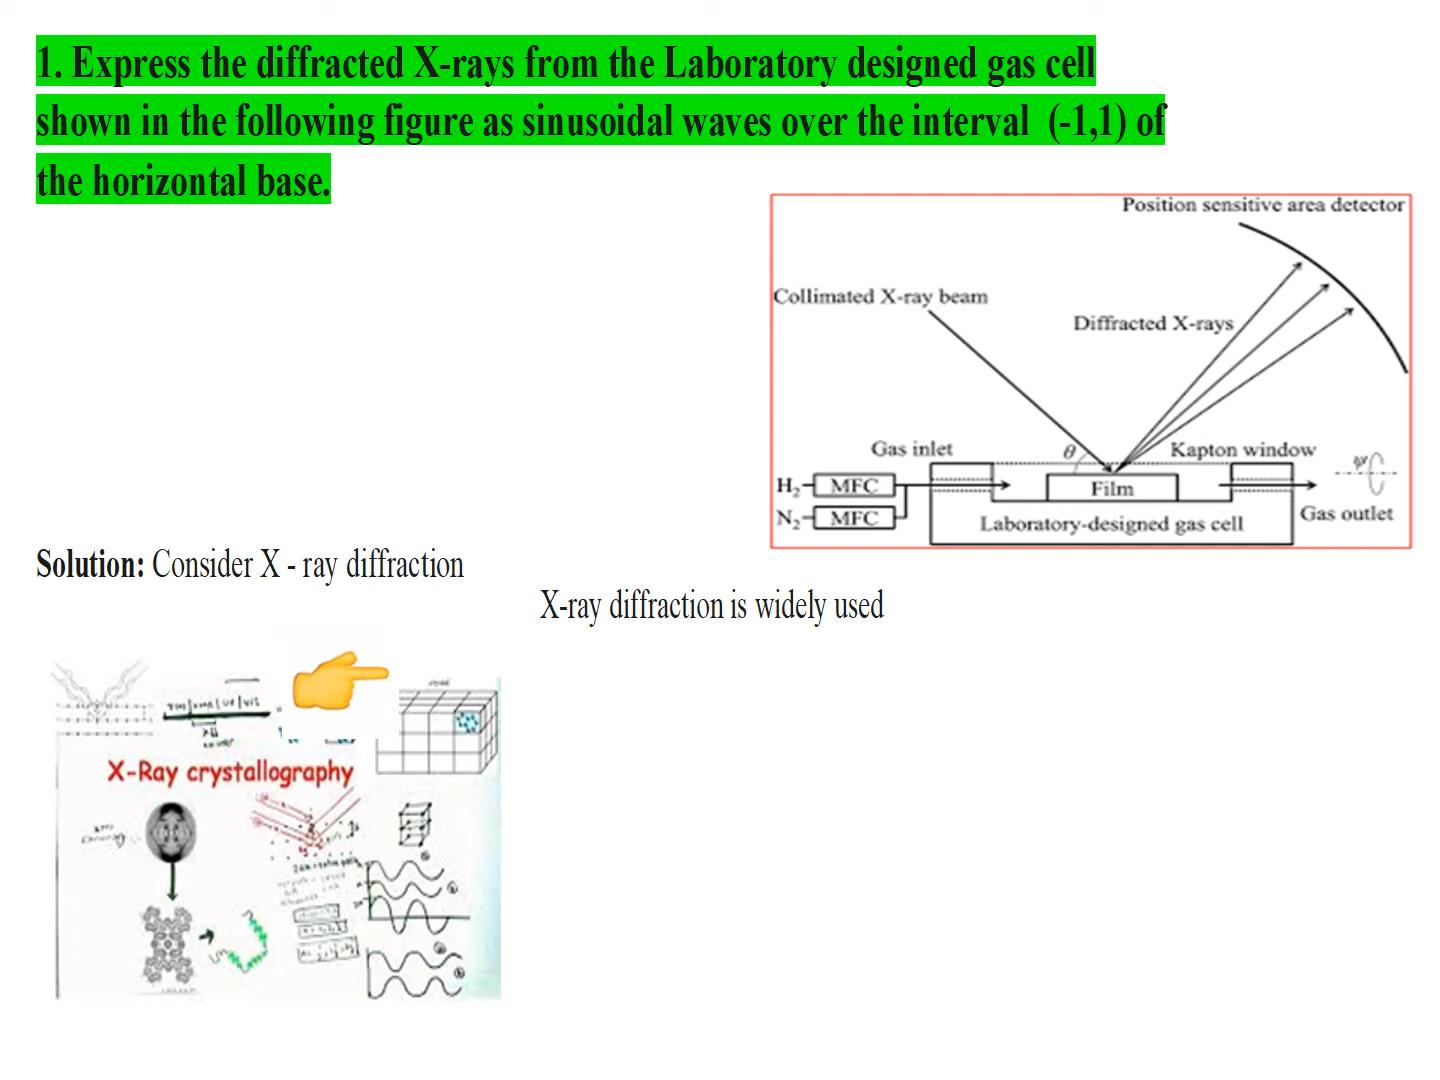 1. Express the diffracted X-rays from the Laboratory designed gas cell
shown in the following figure as sinusoidal waves over the interval (-1,1) of
the horizontal base.
Position sensitive area detector
Collimated X-ray beam
Diffracted X-rays
Gas inlet
θ
Kapton window
ψ
H₂
MFC
Film
N₂
MFC
Laboratory-designed gas cell
Gas outlet
Solution: Consider X - ray diffraction
X-ray diffraction is widely used
X-Ray crystallography